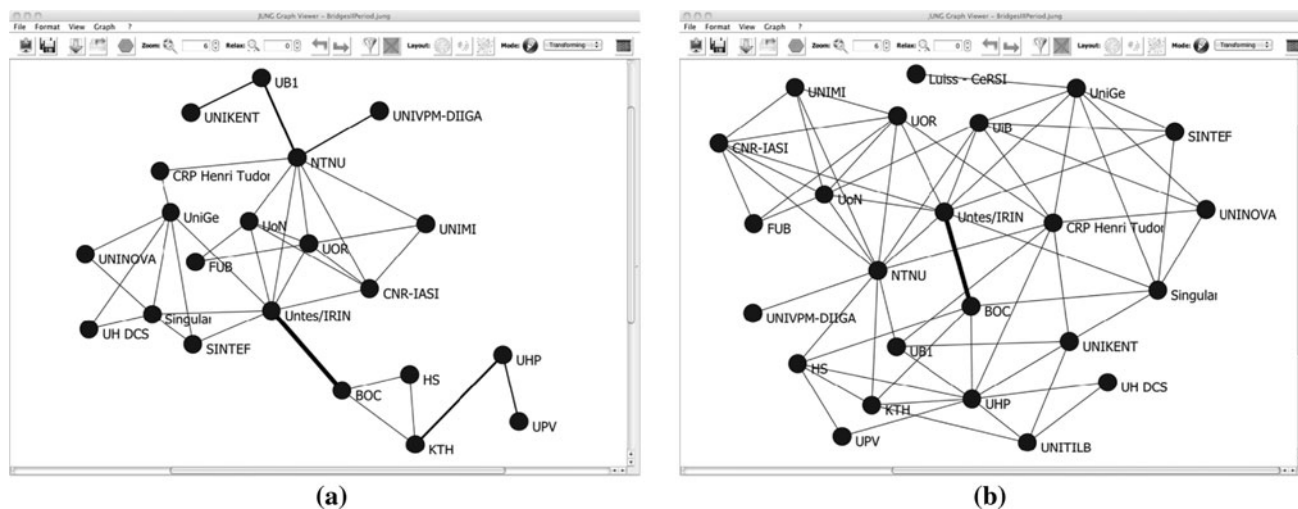 JUNG Graph Viewer – BridgesIIPeriod.jung
File Format View Graph ?
Zoom: 6 Relax: 0 Layout: Mode: Transforming
UB1
UNIKENT
UNIVPM-DIIGA
NTNU
CRP Henri Tudor
UniGe
UoN
UNIMI
UOR
UNINOVA
FUB
CNR-IASI
Untes/IRIN
Singular
UH DCS
SINTEF
UHP
HS
BOC
UPV
KTH
(a)
JUNG Graph Viewer – BridgesIIIPeriod.jung
File Format View Graph ?
Zoom: 6 Relax: 0 Layout: Mode: Transforming
Luiss - CeRSI
UNIMI
UniGe
UOR
UiB
SINTEF
CNR-IASI
UoN
Untes/IRIN
UNINOVA
FUB
CRP Henri Tudor
NTNU
Singular
BOC
UNIVPM-DIIGA
UB1
UNIKENT
HS
UH DCS
UHP
KTH
UPV
UNITILB
(b)